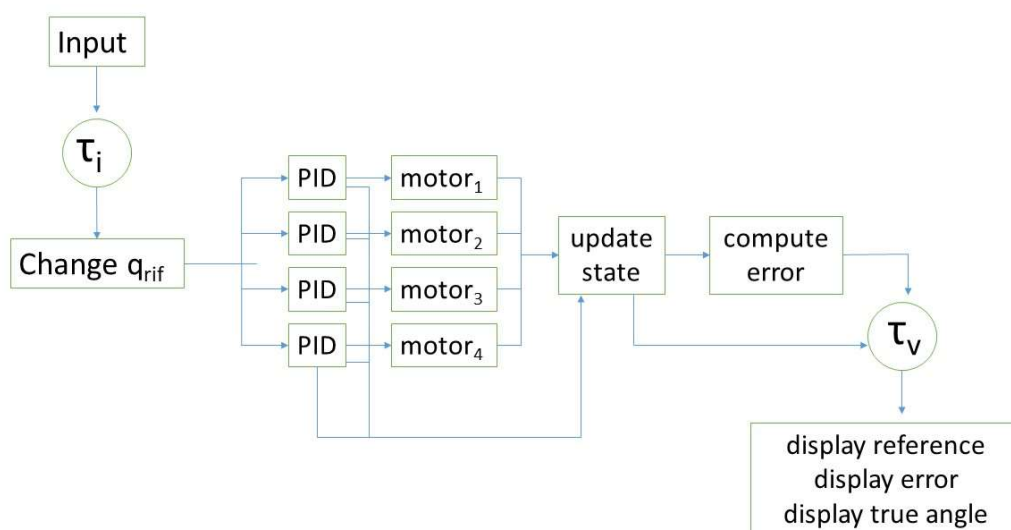 Input
τi
Change qrif
PID
motor1
PID
motor2
PID
motor3
PID
motor4
update
state
compute
error
τv
display reference
display error
display true angle